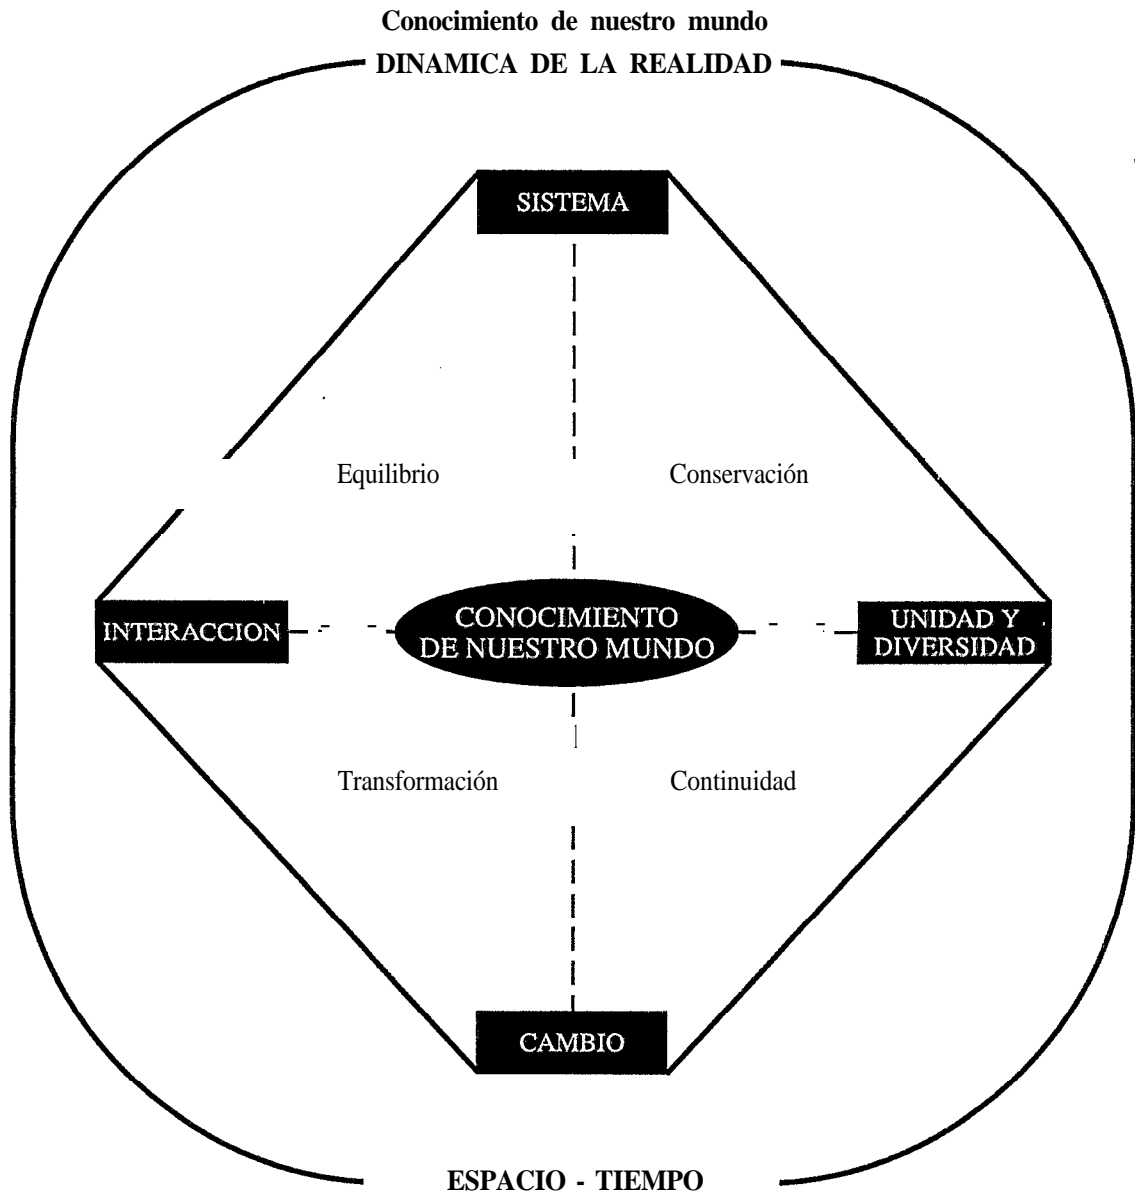 Conocimiento de nuestro mundo
DINAMICA DE LA REALIDAD
SISTEMA
Equilibrio
Conservación
INTERACCION
CONOCIMIENTO
DE NUESTRO MUNDO
UNIDAD Y
DIVERSIDAD
Transformación
Continuidad
CAMBIO
ESPACIO - TIEMPO